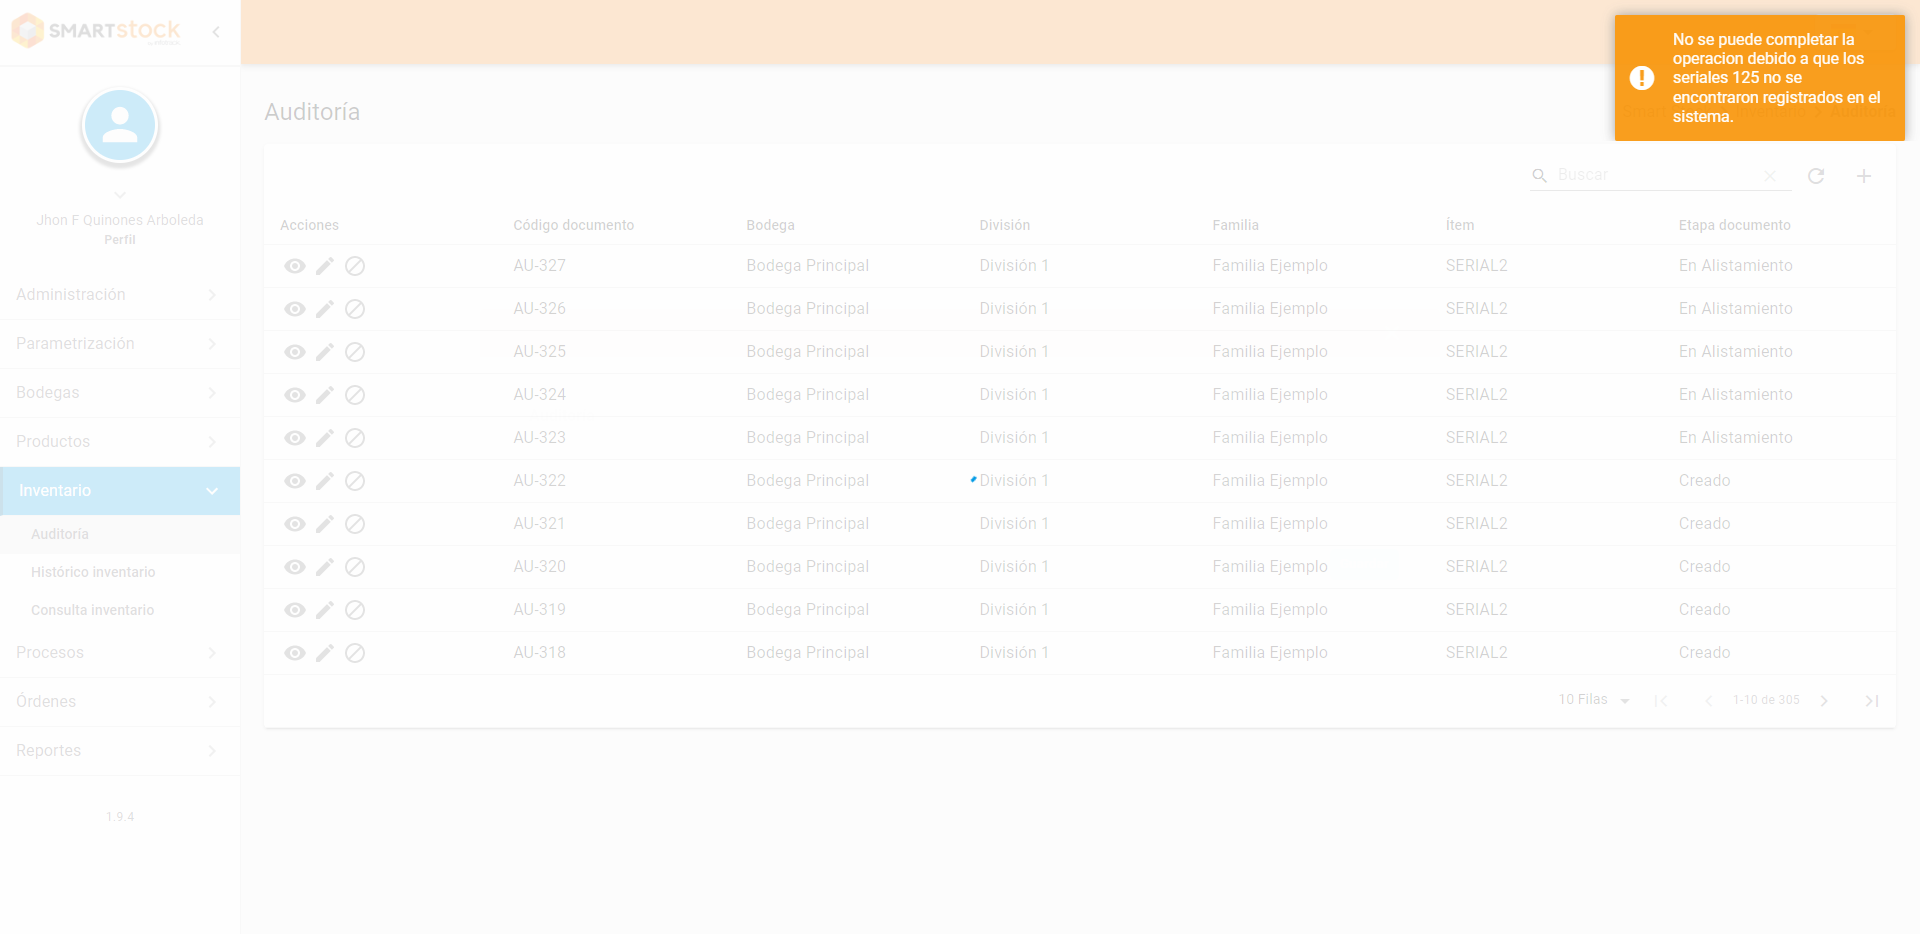 SMARTstock
No se puede completar la
operacion debido a que los
seriales 125 no se
encontraron registrados en el
sistema.
Auditoría
Jhon F Quinones Arboleda
Perfil
Administración
Parametrización
Bodegas
Productos
Inventario
Auditoría
Histórico inventario
Consulta inventario
Procesos
Órdenes
Reportes
1.9.4
Buscar
Acciones Código documento Bodega División Familia Ítem Etapa documento
AU-327 Bodega Principal División 1 Familia Ejemplo SERIAL2 En Alistamiento
AU-326 Bodega Principal División 1 Familia Ejemplo SERIAL2 En Alistamiento
AU-325 Bodega Principal División 1 Familia Ejemplo SERIAL2 En Alistamiento
AU-324 Bodega Principal División 1 Familia Ejemplo SERIAL2 En Alistamiento
AU-323 Bodega Principal División 1 Familia Ejemplo SERIAL2 En Alistamiento
AU-322 Bodega Principal División 1 Familia Ejemplo SERIAL2 Creado
AU-321 Bodega Principal División 1 Familia Ejemplo SERIAL2 Creado
AU-320 Bodega Principal División 1 Familia Ejemplo SERIAL2 Creado
AU-319 Bodega Principal División 1 Familia Ejemplo SERIAL2 Creado
AU-318 Bodega Principal División 1 Familia Ejemplo SERIAL2 Creado
10 Filas 1-10 de 305